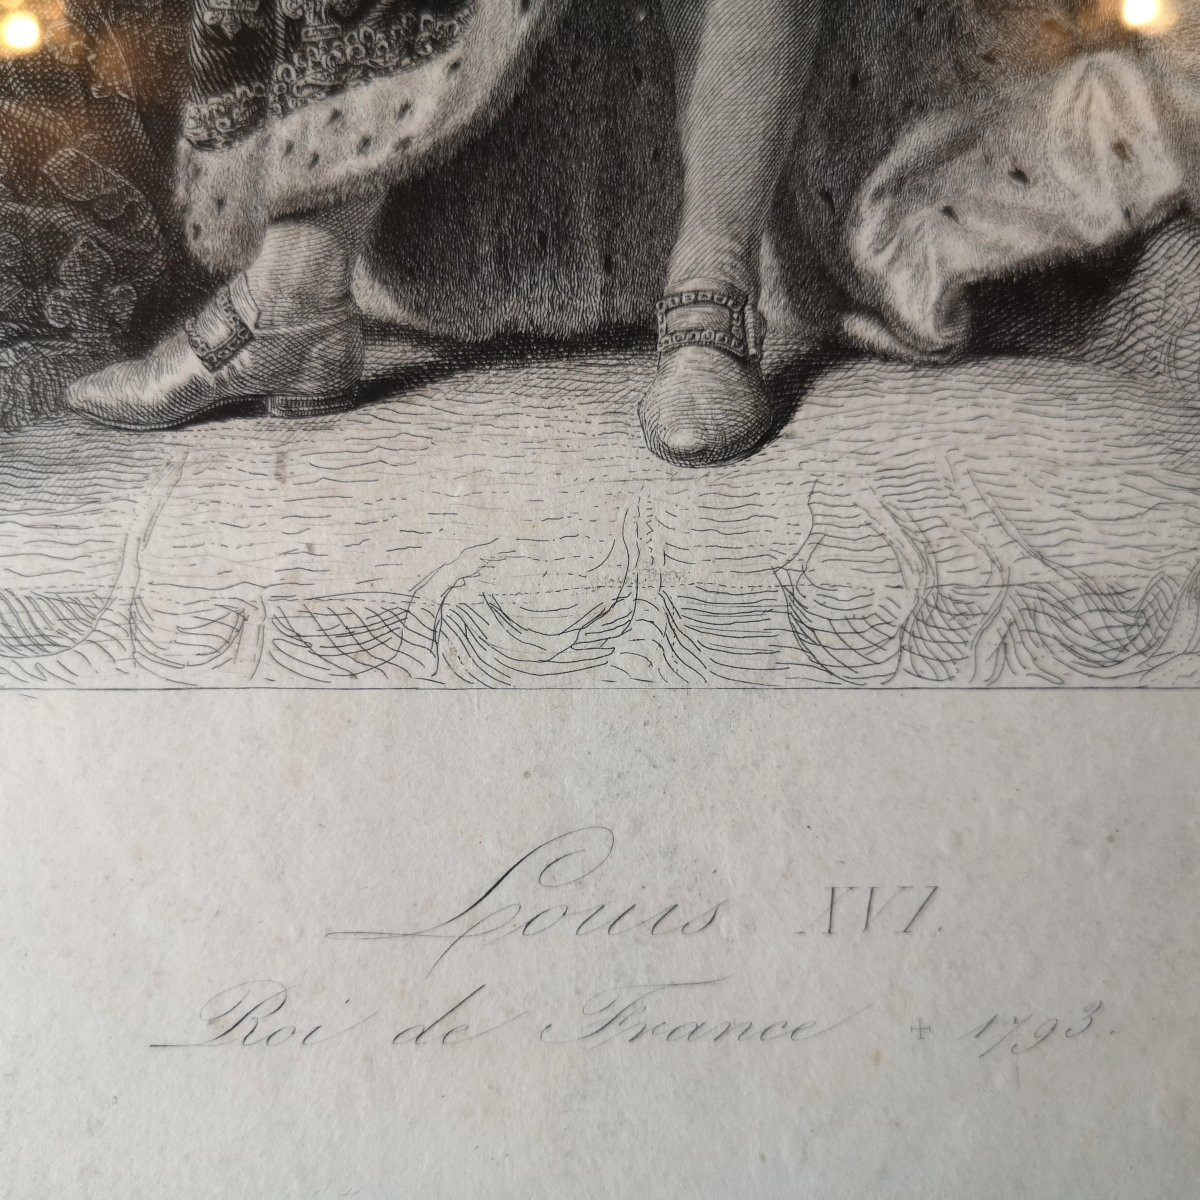 Louis XVI.
Roi de France + 1793.